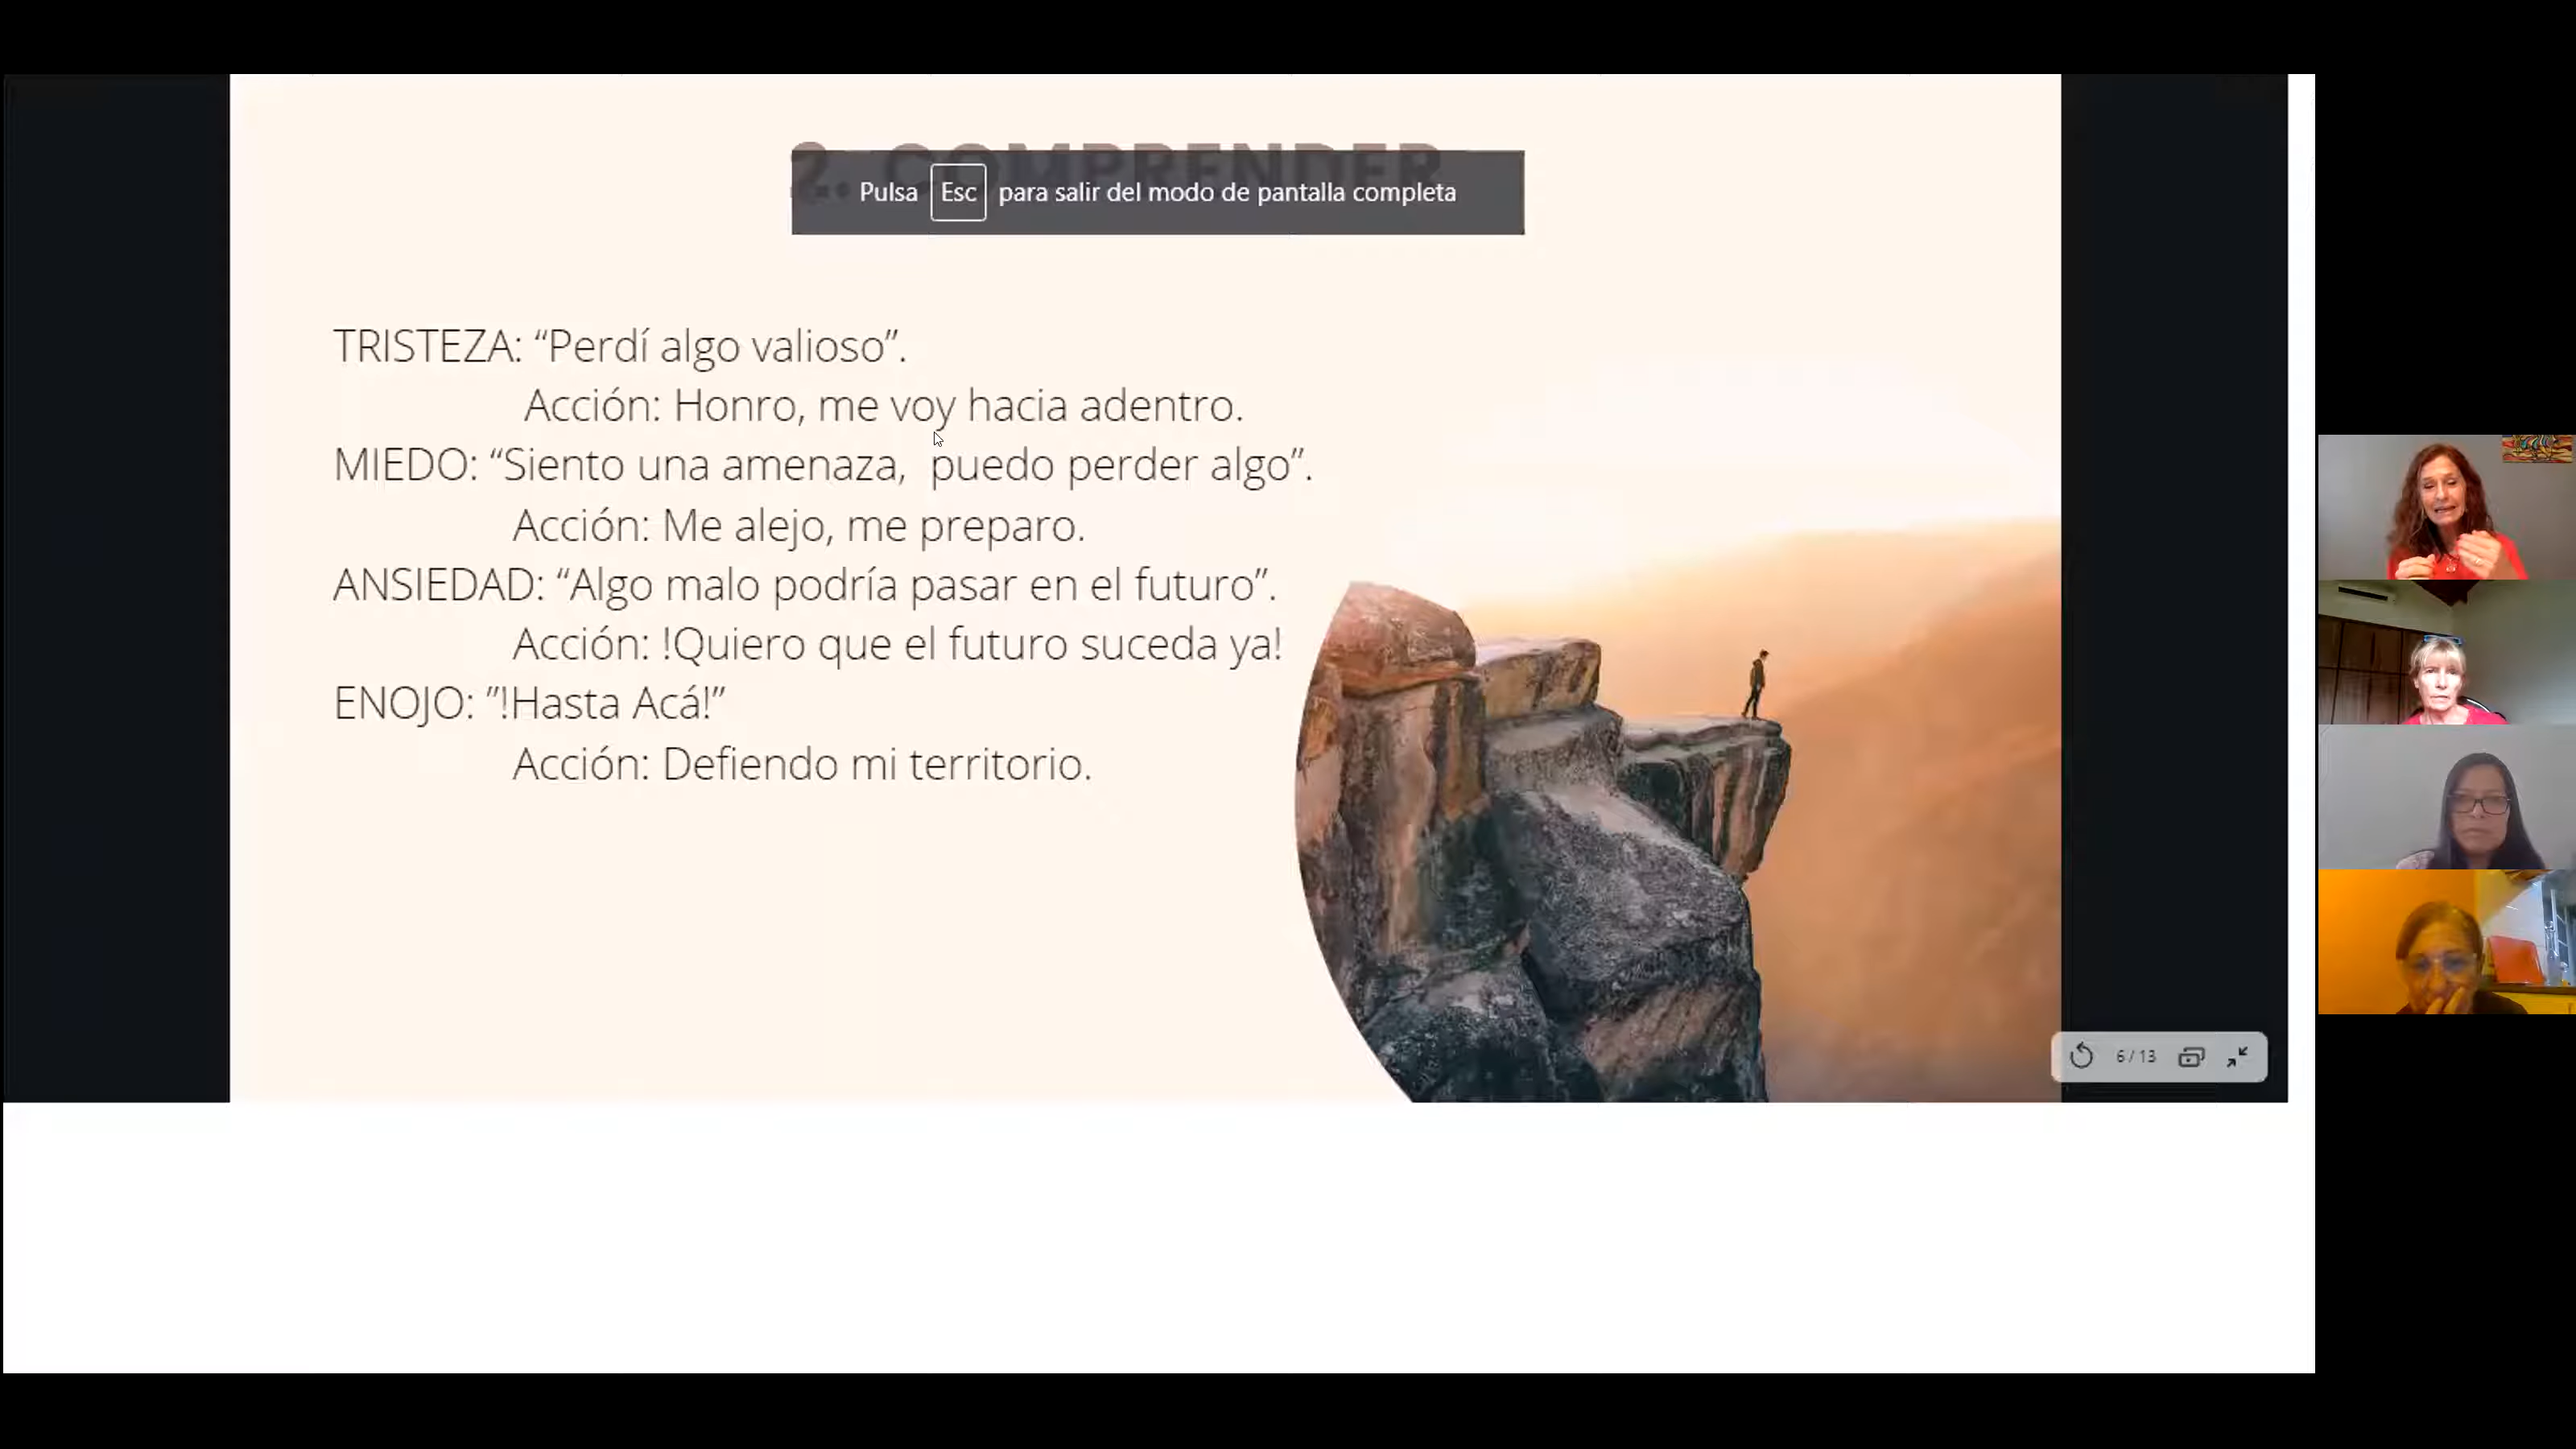 2. COMPRENDER
Pulsa Esc para salir del modo de pantalla completa
TRISTEZA: “Perdí algo valioso”.
Acción: Honro, me voy hacia adentro.
MIEDO: “Siento una amenaza, puedo perder algo”.
Acción: Me alejo, me preparo.
ANSIEDAD: “Algo malo podría pasar en el futuro”.
Acción: !Quiero que el futuro suceda ya!
ENOJO: ”!Hasta Acá!”
Acción: Defiendo mi territorio.
6 / 13